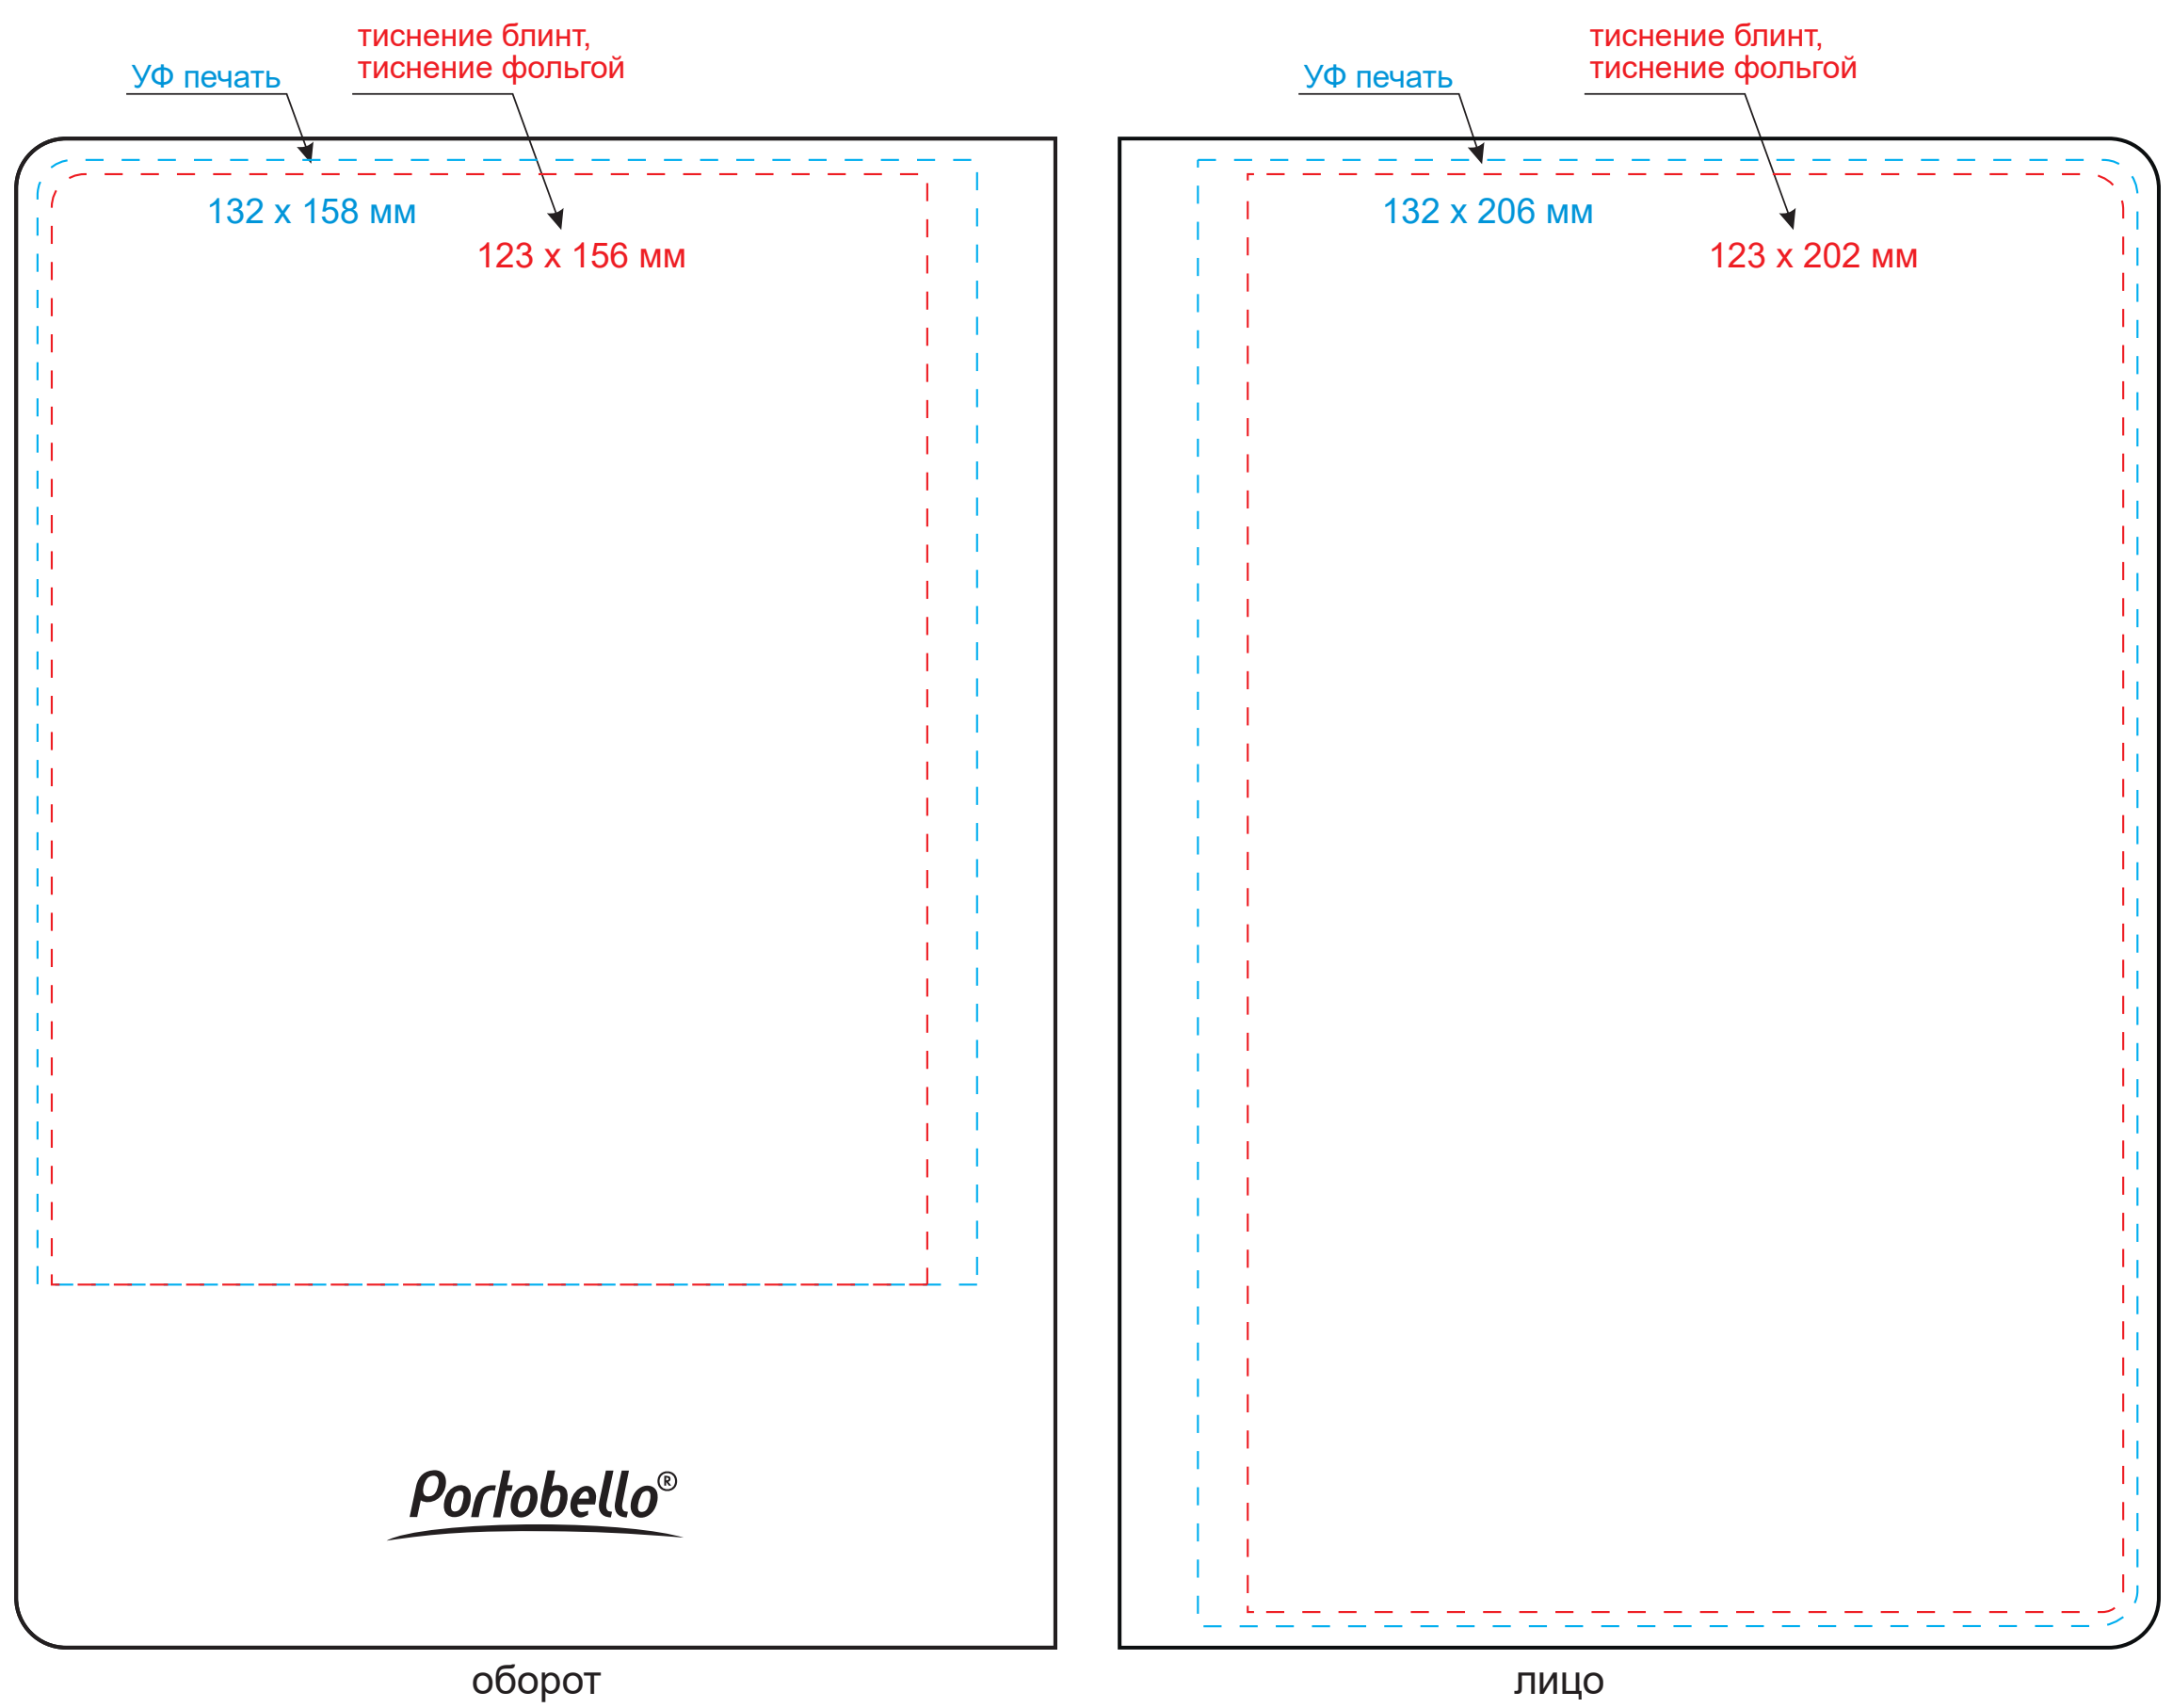 тиснение блинт,
тиснение фольгой
УФ печать
132 x 158 мм
123 x 156 мм
Portobello®
оборот
тиснение блинт,
тиснение фольгой
УФ печать
132 x 206 мм
123 x 202 мм
лицо